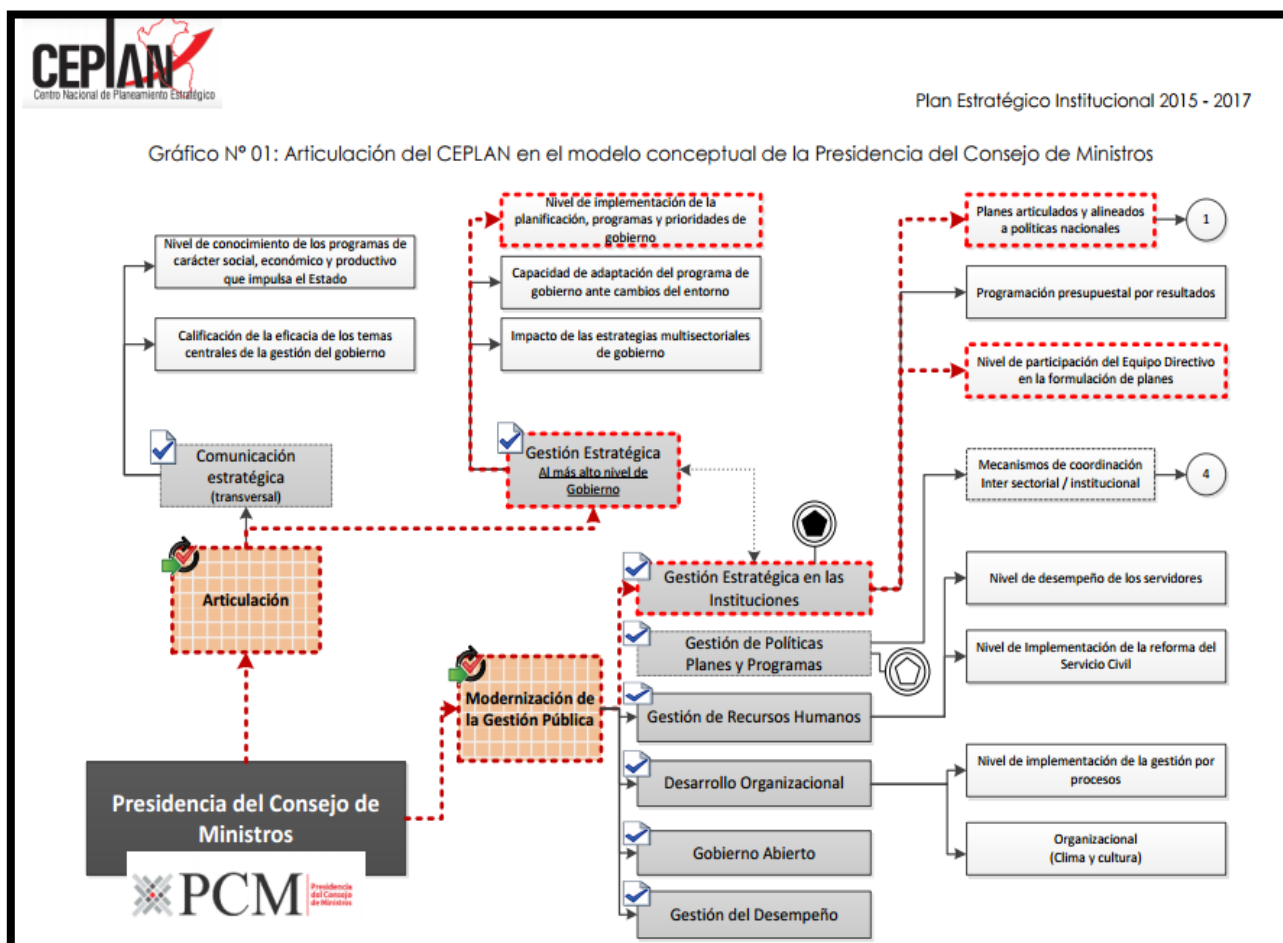 CEPLAN
Centro Nacional de Planeamiento Estratégico
Plan Estratégico Institucional 2015 - 2017
Gráfico Nº 01: Articulación del CEPLAN en el modelo conceptual de la Presidencia del Consejo de Ministros
Nivel de conocimiento de los programas de
carácter social, económico y productivo
que impulsa el Estado
Calificación de la eficacia de los temas
centrales de la gestión del gobierno
Comunicación
estratégica
(transversal)
Articulación
Nivel de implementación de la
planificación, programas y prioridades de
gobierno
Capacidad de adaptación del programa de
gobierno ante cambios del entorno
Impacto de las estrategias multisectoriales
de gobierno
Gestión Estratégica
Al más alto nivel de
Gobierno
Modernización de
la Gestión Pública
Gestión Estratégica en las
Instituciones
Gestión de Políticas
Planes y Programas
Gestión de Recursos Humanos
Desarrollo Organizacional
Gobierno Abierto
Gestión del Desempeño
Planes articulados y alineados
a políticas nacionales
1
Programación presupuestal por resultados
Nivel de participación del Equipo Directivo
en la formulación de planes
Mecanismos de coordinación
Inter sectorial / institucional
4
Nivel de desempeño de los servidores
Nivel de Implementación de la reforma del
Servicio Civil
Nivel de implementación de la gestión por
procesos
Organizacional
(Clima y cultura)
Presidencia del Consejo de
Ministros
PCM
Presidencia
del Consejo
de Ministros